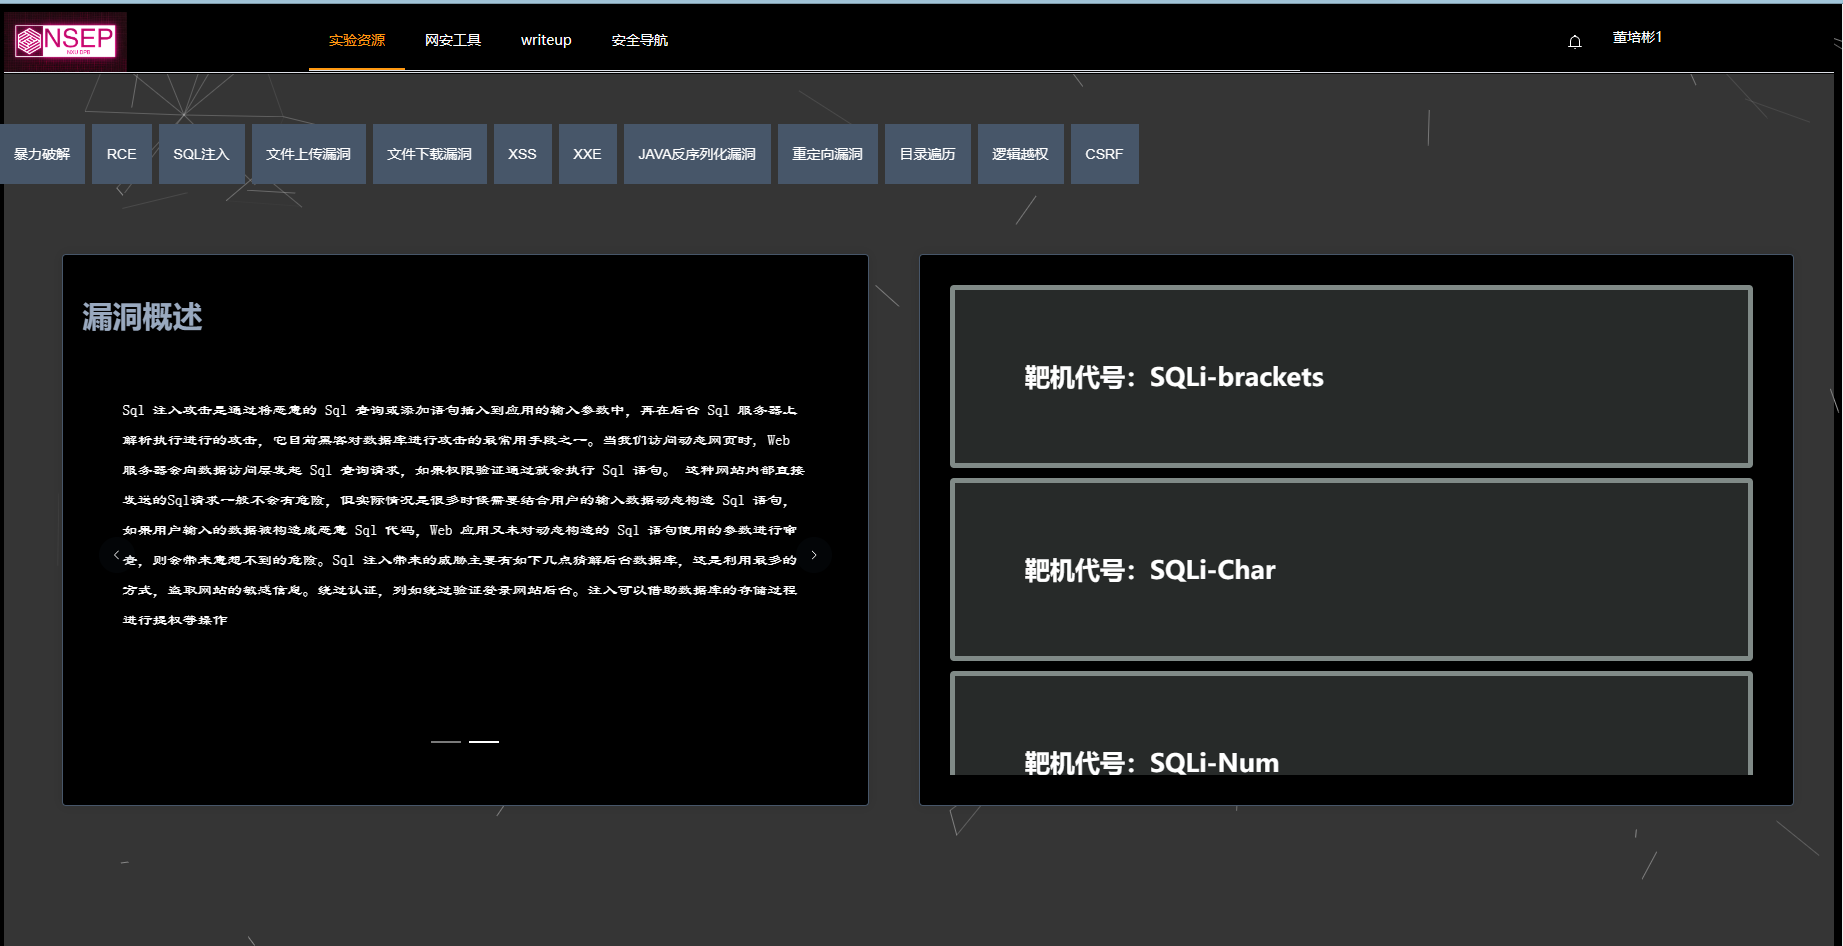 NSEP
NXU DPB
实验资源
网安工具
writeup
安全导航
董培彬1
暴力破解
RCE
SQL注入
文件上传漏洞
文件下载漏洞
XSS
XXE
JAVA反序列化漏洞
重定向漏洞
目录遍历
逻辑越权
CSRF
漏洞概述
Sql 注入攻击是通过将恶意的 Sql 查询或添加语句插入到应用的输入参数中，再在后台 Sql 服务器上
解析执行进行的攻击，它目前黑客对数据库进行攻击的最常用手段之一。当我们访问动态网页时，Web
服务器会向数据访问层发起 Sql 查询请求，如果权限验证通过就会执行 Sql 语句。 这种网站内部直接
发送的Sql请求一般不会有危险，但实际情况是很多时候需要结合用户的输入数据动态构造 Sql 语句，
如果用户输入的数据被构造成恶意 Sql 代码，Web 应用又未对动态构造的 Sql 语句使用的参数进行审
查，则会带来意想不到的危险。Sql 注入带来的威胁主要有如下几点猜解后台数据库，这是利用最多的
方式，盗取网站的敏感信息。绕过认证，列如绕过验证登录网站后台。注入可以借助数据库的存储过程
进行提权等操作
靶机代号：SQLi-brackets
靶机代号：SQLi-Char
靶机代号：SQLi-Num